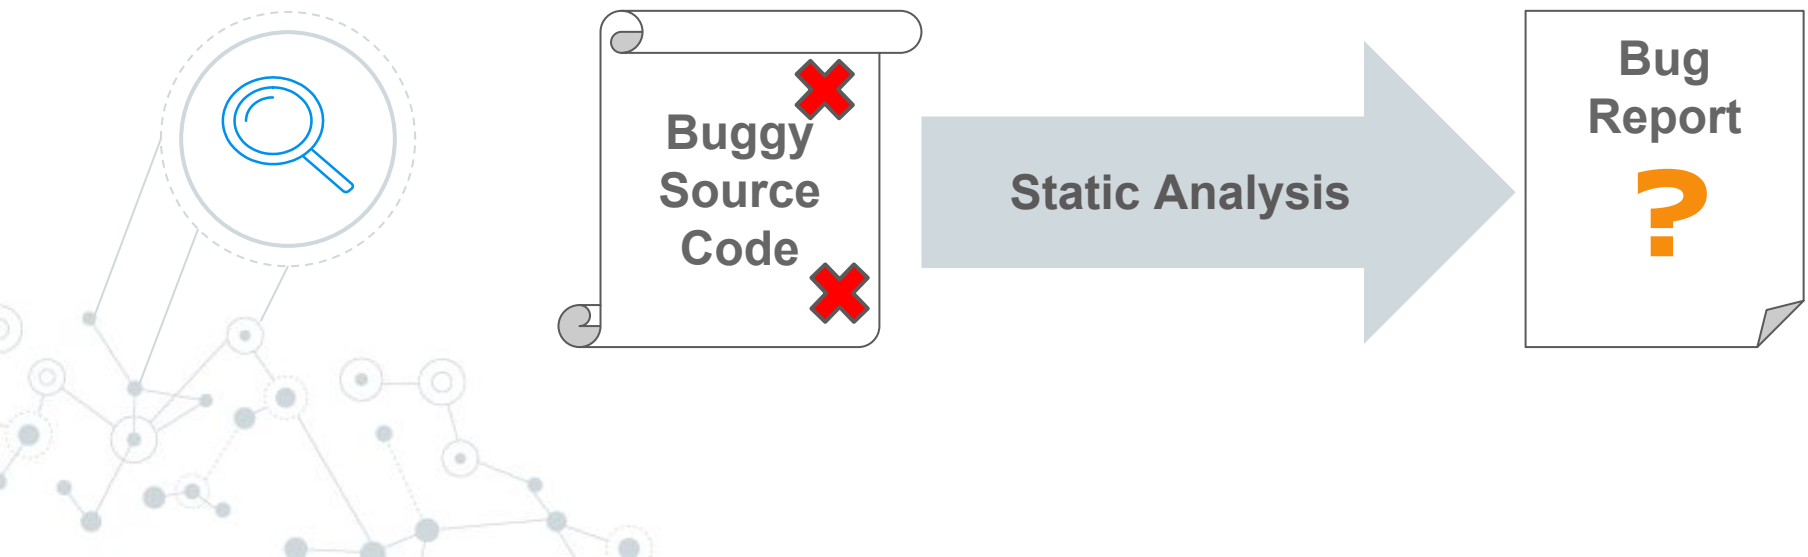 Buggy
Source
Code
Static Analysis
Bug
Report
?